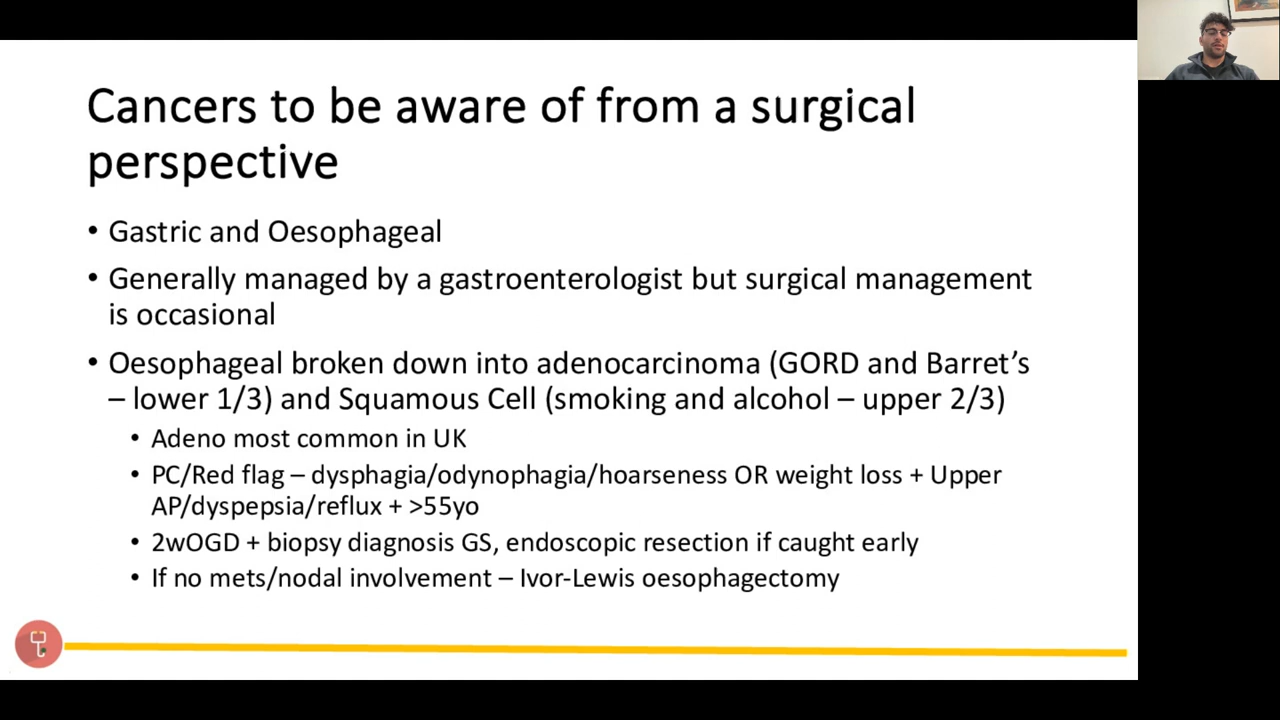 Cancers to be aware of from a surgical
perspective
• Gastric and Oesophageal
• Generally managed by a gastroenterologist but surgical management
is occasional
• Oesophageal broken down into adenocarcinoma (GORD and Barret’s
– lower 1/3) and Squamous Cell (smoking and alcohol – upper 2/3)
• Adeno most common in UK
• PC/Red flag – dysphagia/odynophagia/hoarseness OR weight loss + Upper
AP/dyspepsia/reflux + >55yo
• 2wOGD + biopsy diagnosis GS, endoscopic resection if caught early
• If no mets/nodal involvement – Ivor-Lewis oesophagectomy